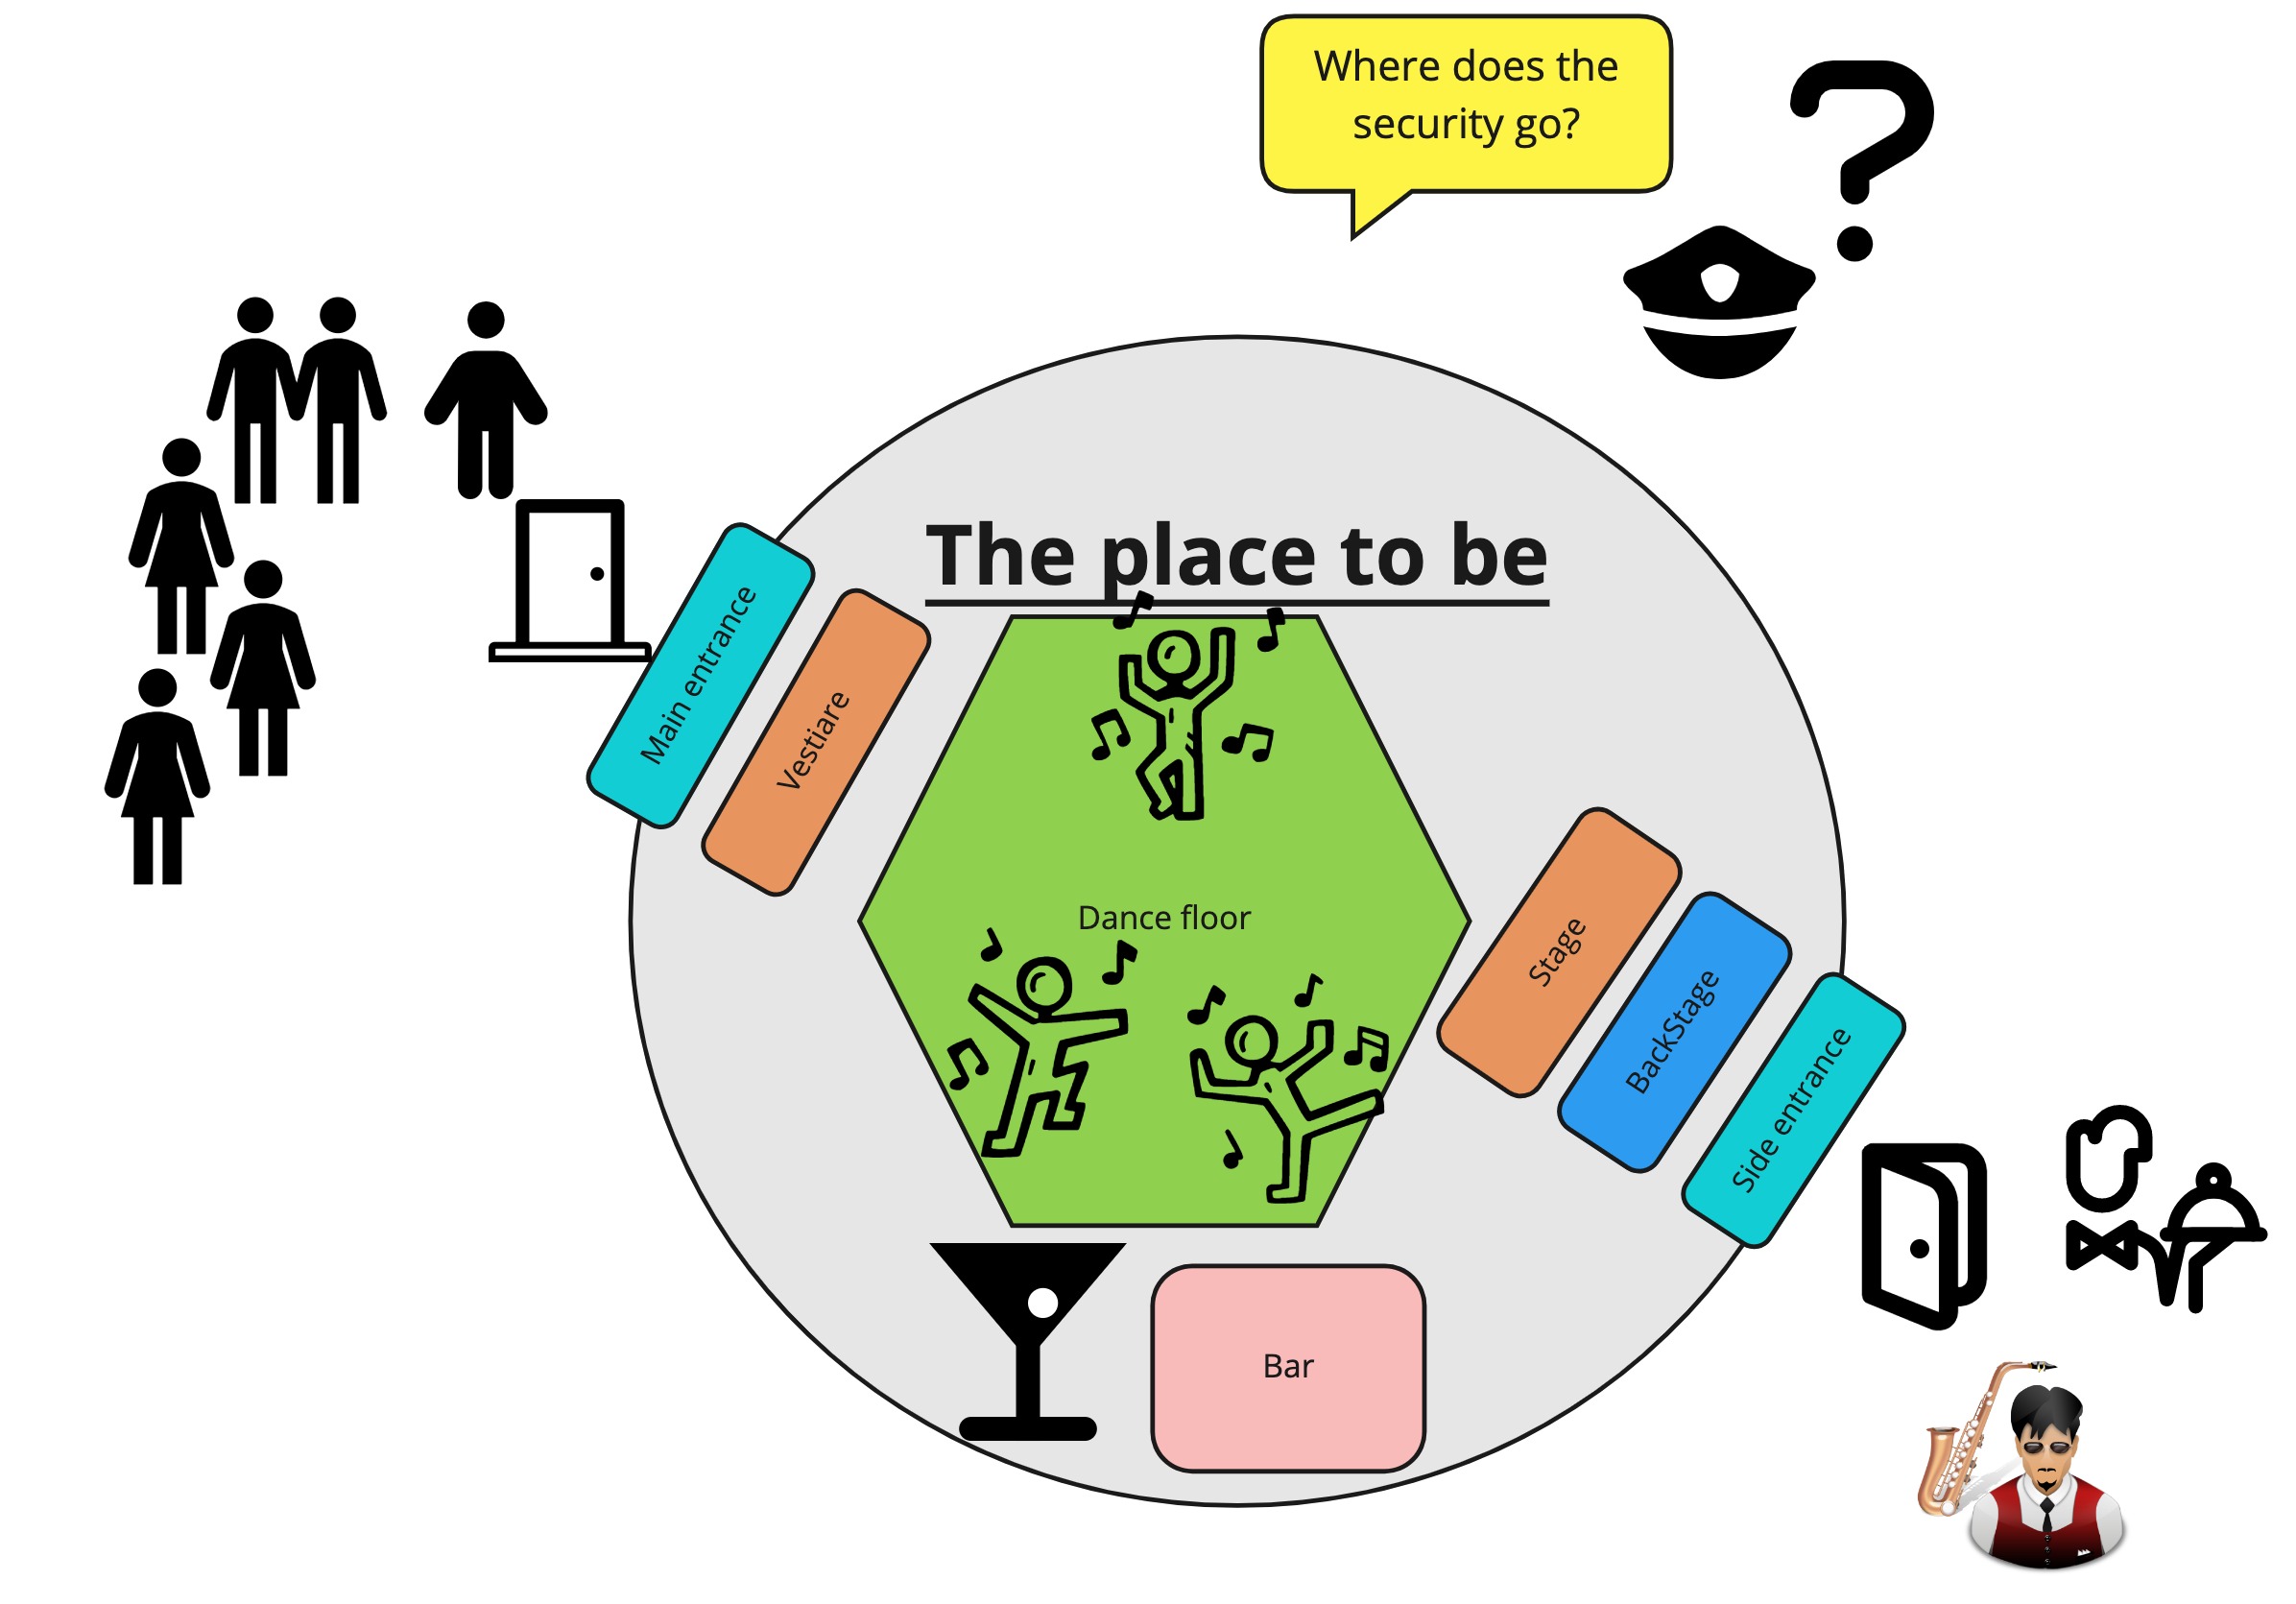 Where does the
security go?
The place to be
Main entrance
Vestiare
Dance floor
Stage
BackStage
Side entrance
Bar